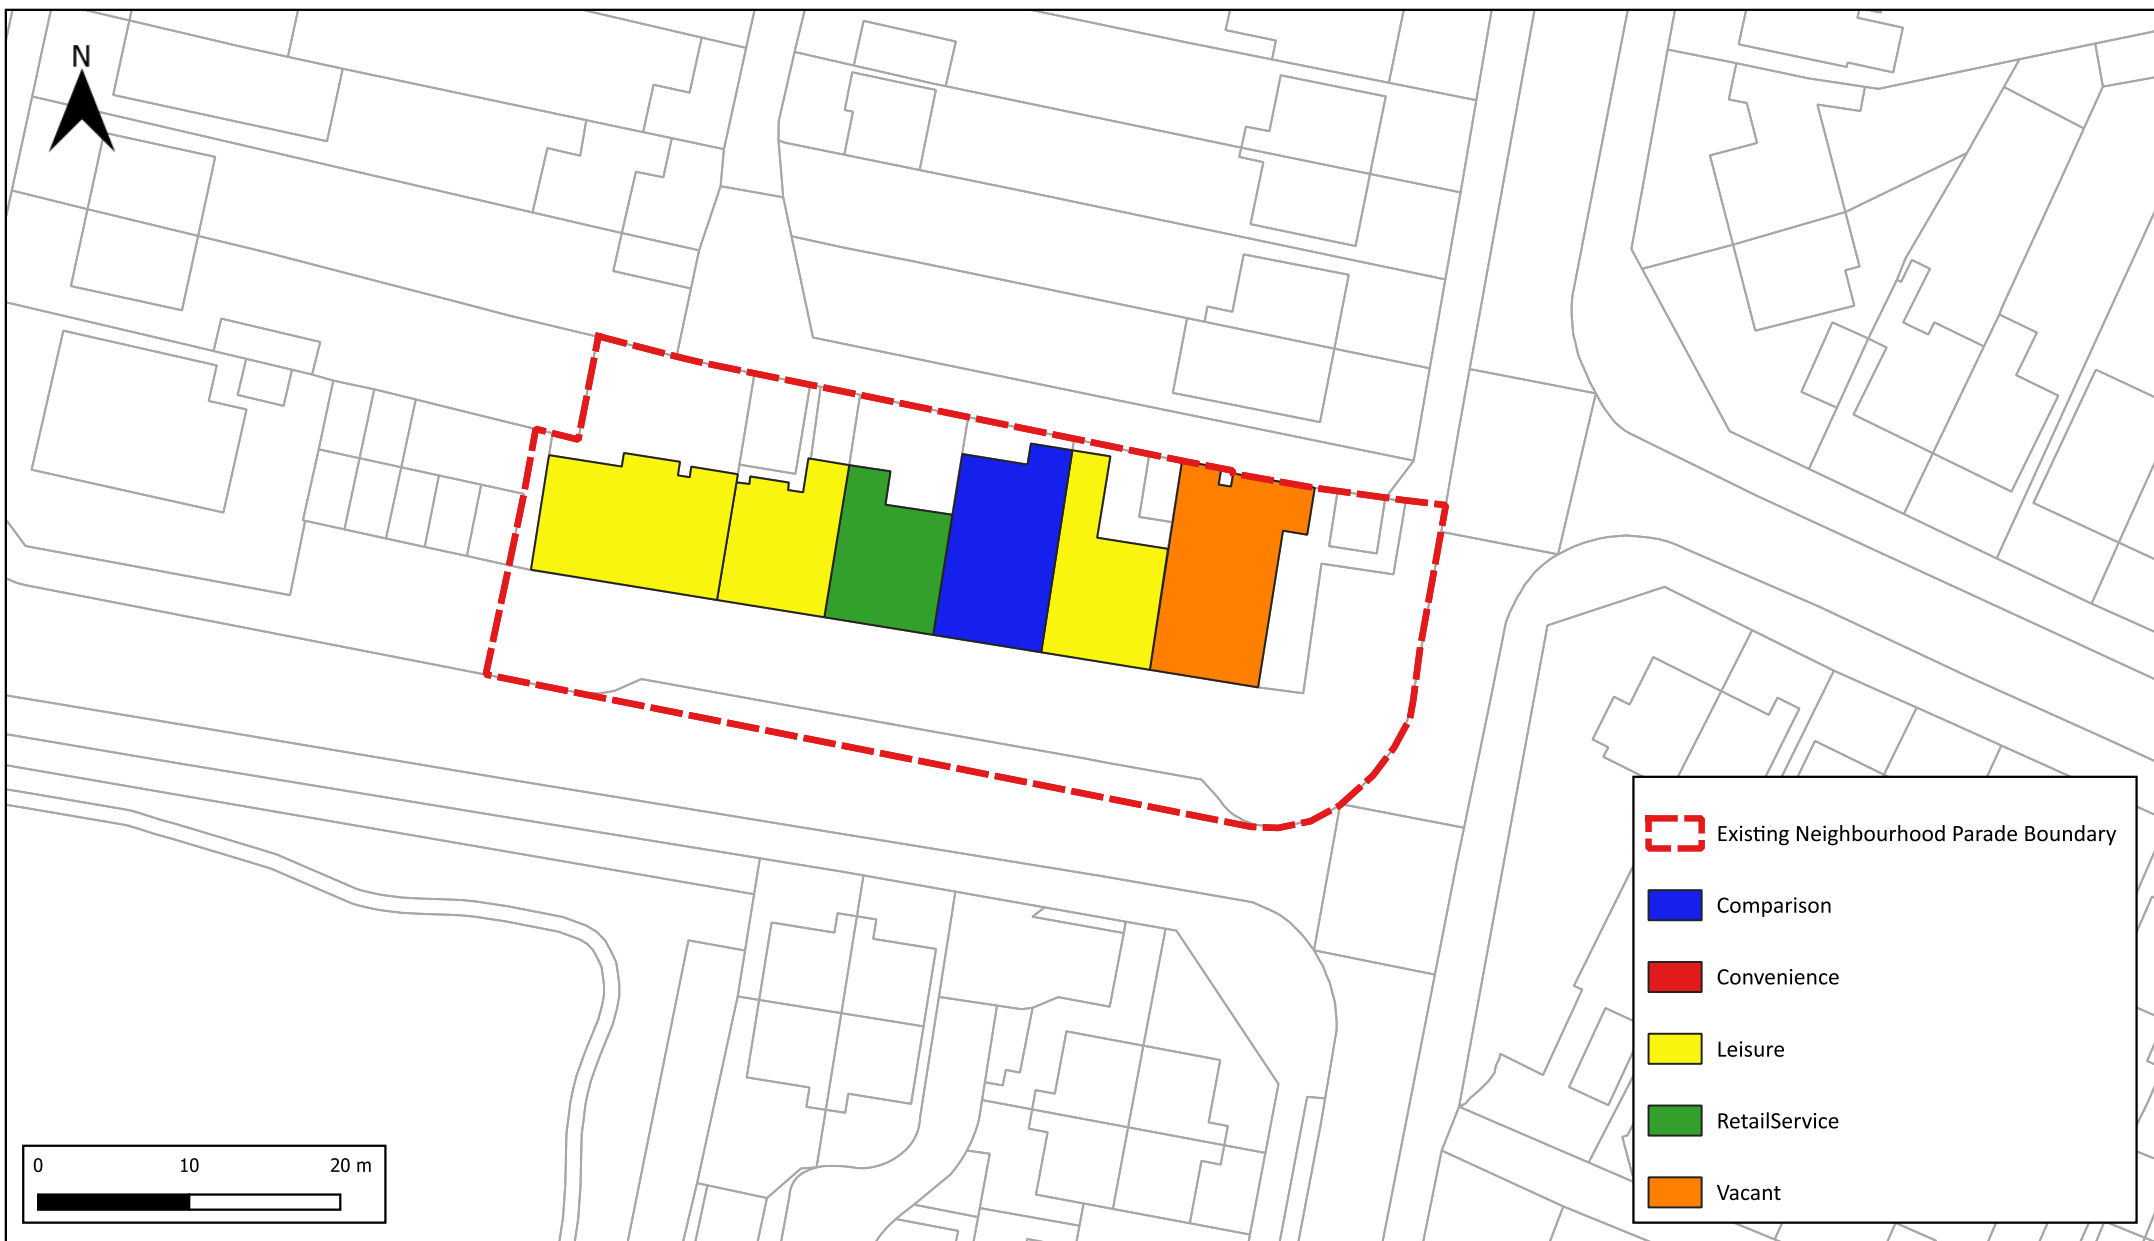 N
Existing Neighbourhood Parade Boundary
Comparison
Convenience
Leisure
RetailService
Vacant
0 10 20 m